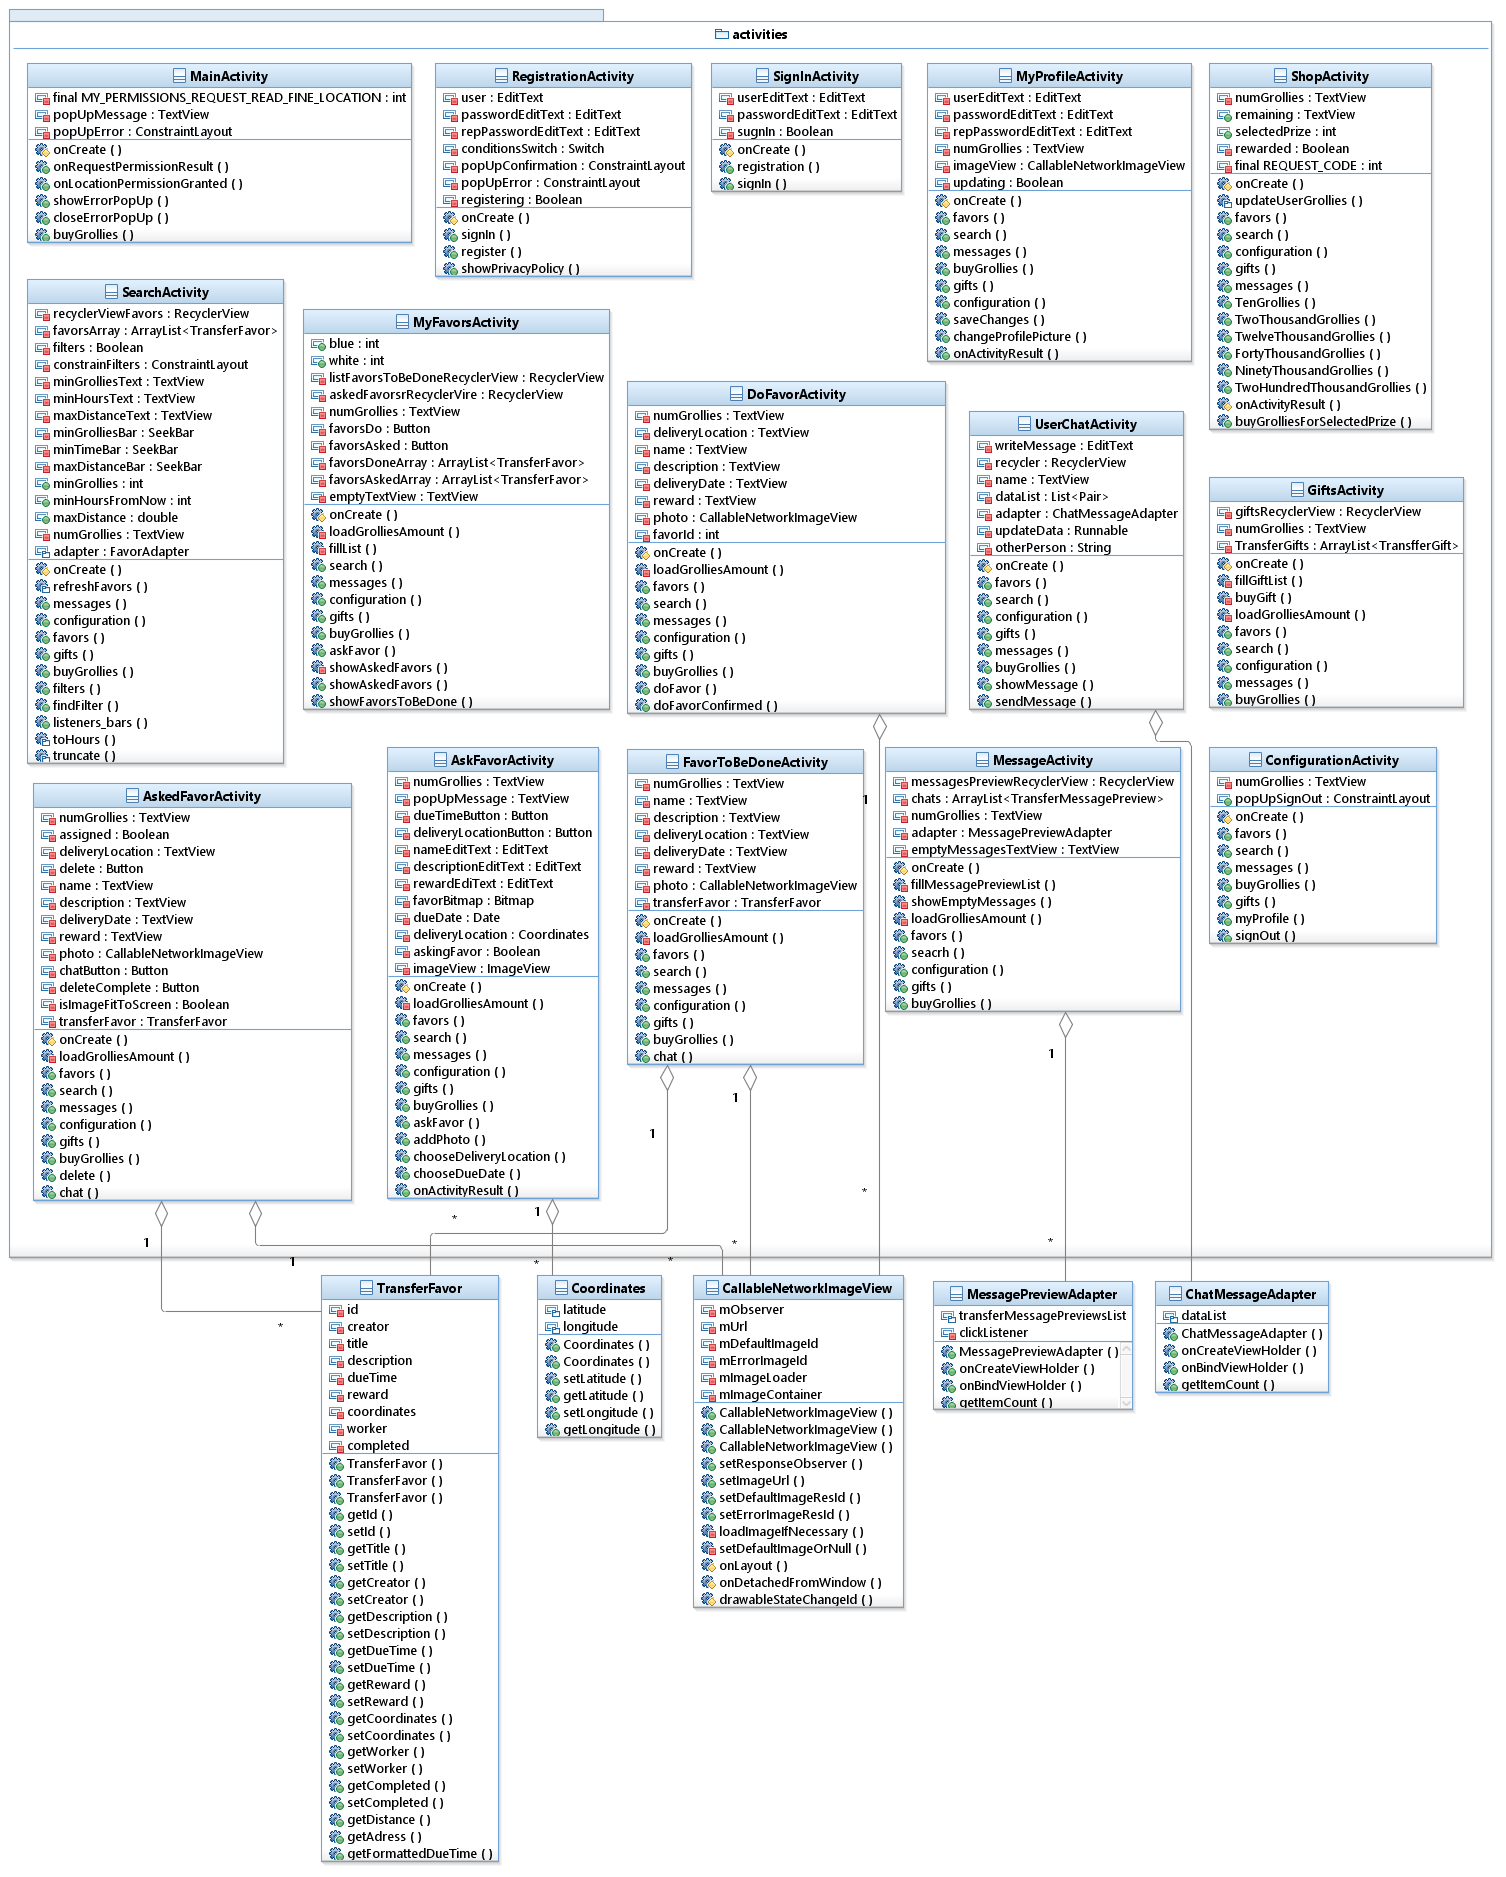 activities
MainActivity
final MY_PERMISSIONS_REQUEST_READ_FINE_LOCATION : int
popUpMessage : TextView
popUpError : ConstraintLayout
onCreate ( )
onRequestPermissionResult ( )
onLocationPermissionGranted ( )
showErrorPopUp ( )
closeErrorPopUp ( )
buyGrollies ( )
RegistrationActivity
user : EditText
passwordEditText : EditText
repPasswordEditText : EditText
conditionsSwitch : Switch
popUpConfirmation : ConstraintLayout
popUpError : ConstraintLayout
registering : Boolean
onCreate ( )
signIn ( )
register ( )
showPrivacyPolicy ( )
SignInActivity
userEditText : EditText
passwordEditText : EditText
sugnIn : Boolean
onCreate ( )
registration ( )
signIn ( )
MyProfileActivity
userEditText : EditText
passwordEditText : EditText
repPasswordEditText : EditText
numGrollies : TextView
imageView : CallableNetworkImageView
updating : Boolean
onCreate ( )
favors ( )
search ( )
messages ( )
buyGrollies ( )
gifts ( )
configuration ( )
saveChanges ( )
changeProfilePicture ( )
onActivityResult ( )
ShopActivity
numGrollies : TextView
remaining : TextView
selectedPrize : int
rewarded : Boolean
final REQUEST_CODE : int
onCreate ( )
updateUserGrollies ( )
favors ( )
search ( )
configuration ( )
gifts ( )
messages ( )
TenGrollies ( )
TwoThousandGrollies ( )
TwelveThousandGrollies ( )
FortyThousandGrollies ( )
NinetyThousandGrollies ( )
TwoHundredThousandGrollies ( )
onActivityResult ( )
buyGrolliesForSelectedPrize ( )
SearchActivity
recyclerViewFavors : RecyclerView
favorsArray : ArrayList<TransferFavor>
filters : Boolean
constrainFilters : ConstraintLayout
minGrolliesText : TextView
minHoursText : TextView
maxDistanceText : TextView
minGrolliesBar : SeekBar
minTimeBar : SeekBar
maxDistanceBar : SeekBar
minGrollies : int
minHoursFromNow : int
maxDistance : double
numGrollies : TextView
adapter : FavorAdapter
onCreate ( )
refreshFavors ( )
messages ( )
configuration ( )
favors ( )
gifts ( )
buyGrollies ( )
filters ( )
findFilter ( )
listeners_bars ( )
toHours ( )
truncate ( )
MyFavorsActivity
blue : int
white : int
listFavorsToBeDoneRecyclerView : RecyclerView
askedFavorsrRecyclerVire : RecyclerView
numGrollies : TextView
favorsDo : Button
favorsAsked : Button
favorsDoneArray : ArrayList<TransferFavor>
favorsAskedArray : ArrayList<TransferFavor>
emptyTextView : TextView
onCreate ( )
loadGrolliesAmount ( )
fillList ( )
search ( )
messages ( )
configuration ( )
gifts ( )
buyGrollies ( )
askFavor ( )
showAskedFavors ( )
showAskedFavors ( )
showFavorsToBeDone ( )
DoFavorActivity
numGrollies : TextView
deliveryLocation : TextView
name : TextView
description : TextView
deliveryDate : TextView
reward : TextView
photo : CallableNetworkImageView
favorId : int
onCreate ( )
loadGrolliesAmount ( )
favors ( )
search ( )
messages ( )
configuration ( )
gifts ( )
buyGrollies ( )
doFavor ( )
doFavorConfirmed ( )
UserChatActivity
writeMessage : EditText
recycler : RecyclerView
name : TextView
dataList : List<Pair>
adapter : ChatMessageAdapter
updateData : Runnable
otherPerson : String
onCreate ( )
favors ( )
search ( )
configuration ( )
gifts ( )
messages ( )
buyGrollies ( )
showMessage ( )
sendMessage ( )
GiftsActivity
giftsRecyclerView : RecyclerView
numGrollies : TextView
TransferGifts : ArrayList<TransfferGift>
onCreate ( )
fillGiftList ( )
buyGift ( )
loadGrolliesAmount ( )
favors ( )
search ( )
configuration ( )
messages ( )
buyGrollies ( )
AskedFavorActivity
numGrollies : TextView
assigned : Boolean
deliveryLocation : TextView
delete : Button
name : TextView
description : TextView
deliveryDate : TextView
reward : TextView
photo : CallableNetworkImageView
chatButton : Button
deleteComplete : Button
isImageFitToScreen : Boolean
transferFavor : TransferFavor
onCreate ( )
loadGrolliesAmount ( )
favors ( )
search ( )
messages ( )
configuration ( )
gifts ( )
buyGrollies ( )
delete ( )
chat ( )
AskFavorActivity
numGrollies : TextView
popUpMessage : TextView
dueTimeButton : Button
deliveryLocationButton : Button
nameEditText : EditText
descriptionEditText : EditText
rewardEdiText : EditText
favorBitmap : Bitmap
dueDate : Date
deliveryLocation : Coordinates
askingFavor : Boolean
imageView : ImageView
onCreate ( )
loadGrolliesAmount ( )
favors ( )
search ( )
messages ( )
configuration ( )
gifts ( )
buyGrollies ( )
askFavor ( )
addPhoto ( )
chooseDeliveryLocation ( )
chooseDueDate ( )
onActivityResult ( )
FavorToBeDoneActivity
numGrollies : TextView
name : TextView
description : TextView
deliveryLocation : TextView
deliveryDate : TextView
reward : TextView
photo : CallableNetworkImageView
transferFavor : TransferFavor
onCreate ( )
loadGrolliesAmount ( )
favors ( )
search ( )
messages ( )
configuration ( )
gifts ( )
buyGrollies ( )
chat ( )
MessageActivity
messagesPreviewRecyclerView : RecyclerView
chats : ArrayList<TransferMessagePreview>
numGrollies : TextView
adapter : MessagePreviewAdapter
emptyMessagesTextView : TextView
onCreate ( )
fillMessagePreviewList ( )
showEmptyMessages ( )
loadGrolliesAmount ( )
favors ( )
seacrh ( )
configuration ( )
gifts ( )
buyGrollies ( )
ConfigurationActivity
numGrollies : TextView
popUpSignOut : ConstraintLayout
onCreate ( )
favors ( )
search ( )
messages ( )
buyGrollies ( )
gifts ( )
myProfile ( )
signOut ( )
1
1
1
1
*
*
1
1
*
*
*
1
*
*
TransferFavor
id
creator
title
description
dueTime
reward
coordinates
worker
completed
TransferFavor ( )
TransferFavor ( )
TransferFavor ( )
getId ( )
setId ( )
getTitle ( )
setTitle ( )
getCreator ( )
setCreator ( )
getDescription ( )
setDescription ( )
getDueTime ( )
setDueTime ( )
getReward ( )
setReward ( )
getCoordinates ( )
setCoordinates ( )
getWorker ( )
setWorker ( )
getCompleted ( )
setCompleted ( )
getDistance ( )
getAdress ( )
getFormattedDueTime ( )
Coordinates
latitude
longitude
Coordinates ( )
Coordinates ( )
setLatitude ( )
getLatitude ( )
setLongitude ( )
getLongitude ( )
CallableNetworkImageView
mObserver
mUrl
mDefaultImageId
mErrorImageId
mImageLoader
mImageContainer
CallableNetworkImageView ( )
CallableNetworkImageView ( )
CallableNetworkImageView ( )
setResponseObserver ( )
setImageUrl ( )
setDefaultImageResId ( )
setErrorImageResId ( )
loadImageIfNecessary ( )
setDefaultImageOrNull ( )
onLayout ( )
onDetachedFromWindow ( )
drawableStateChangeId ( )
MessagePreviewAdapter
transferMessagePreviewsList
clickListener
MessagePreviewAdapter ( )
onCreateViewHolder ( )
onBindViewHolder ( )
getItemCount ( )
ChatMessageAdapter
dataList
ChatMessageAdapter ( )
onCreateViewHolder ( )
onBindViewHolder ( )
getItemCount ( )